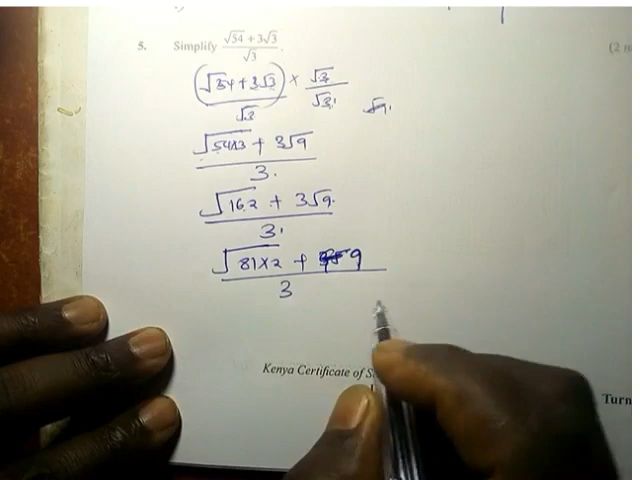 5. Simplify (√54 + 3√3)/√3.
(2 m
(√54 + 3√3)/√3 × √3/√3
(√54×3 + 3√9)/3.
(√162 + 3√9)/3
(√81×2 + 9)/3
Kenya Certificate of S
Turn